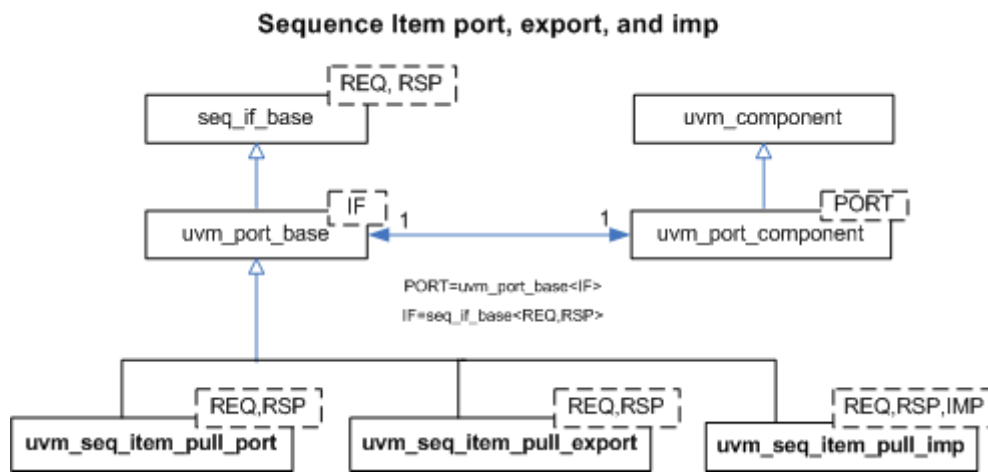 Sequence Item port, export, and imp
REQ, RSP
seq_if_base
uvm_component
IF
PORT
uvm_port_base
1
1
uvm_port_component
PORT=uvm_port_base<IF>
IF=seq_if_base<REQ,RSP>
REQ,RSP
REQ,RSP
REQ,RSP,IMP
uvm_seq_item_pull_port
uvm_seq_item_pull_export
uvm_seq_item_pull_imp